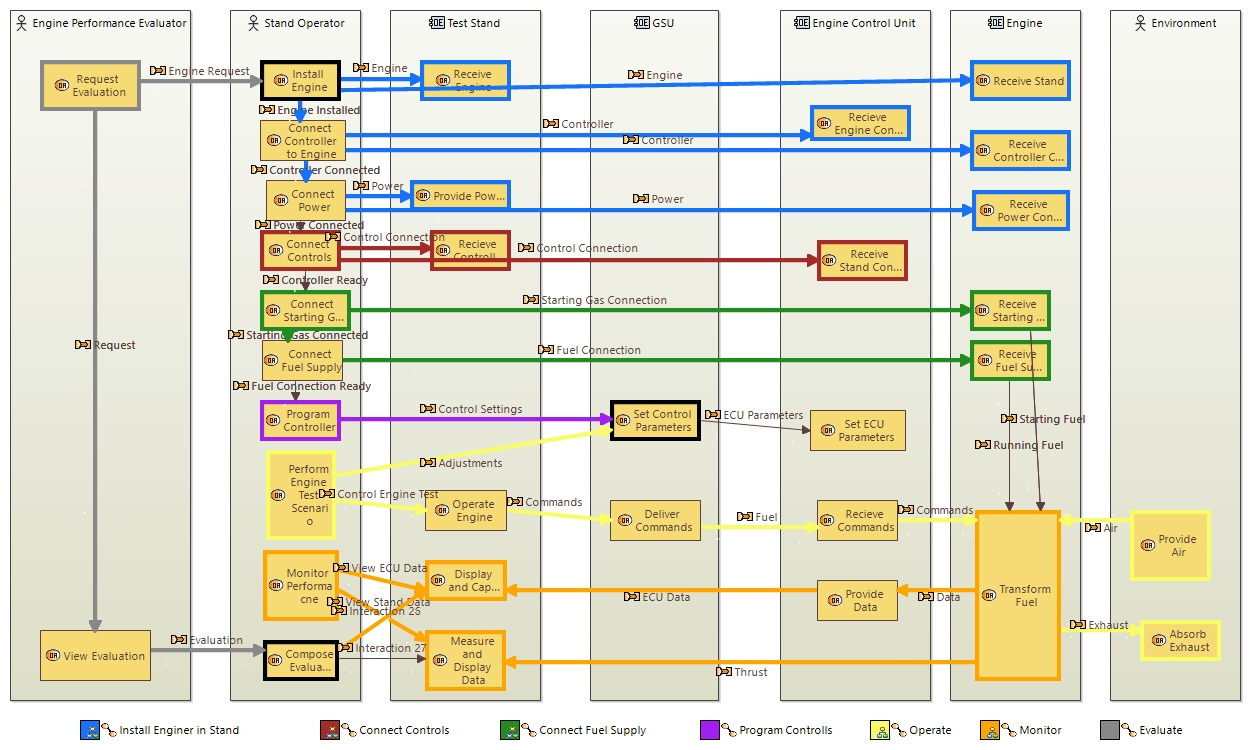 Engine Performance Evaluator
Stand Operator
Test Stand
GSU
Engine Control Unit
Engine
Environment
Request
Evaluation
Engine Request
Install
Engine
Engine
Receive
Engine
Engine
Receive Stand
Engine Installed
Connect
Controller
to Engine
Controller
Controller
Recieve
Engine Con...
Receive
Controller C...
Controller Connected
Connect
Power
Power
Provide Pow...
Power
Receive
Power Con...
Power Connected
Connect
Controls
Control Connection
Recieve
Controll
Control Connection
Receive
Stand Con...
Controller Ready
Connect
Starting G...
Starting Gas Connection
Receive
Starting ...
Starting Gas Connected
Connect
Fuel Supply
Fuel Connection
Receive
Fuel Su...
Request
Fuel Connection Ready
Program
Controller
Control Settings
Set Control
Parameters
ECU Parameters
Set ECU
Parameters
Starting Fuel
Running Fuel
Perform
Engine
Test
Scenari
o
Adjustments
Control Engine Test
Operate
Engine
Commands
Deliver
Commands
Fuel
Recieve
Commands
Commands
Air
Provide
Air
Monitor
Performa
cne
View ECU Data
View Stand Data
Interaction 26
Display
and Cap...
ECU Data
Provide
Data
Data
Transform
Fuel
Exhaust
Absorb
Exhaust
View Evaluation
Evaluation
Compose
Evalua...
Interaction 27
Measure
and
Display
Data
Thrust
Install Enginer in Stand
Connect Controls
Connect Fuel Supply
Program Controlls
Operate
Monitor
Evaluate